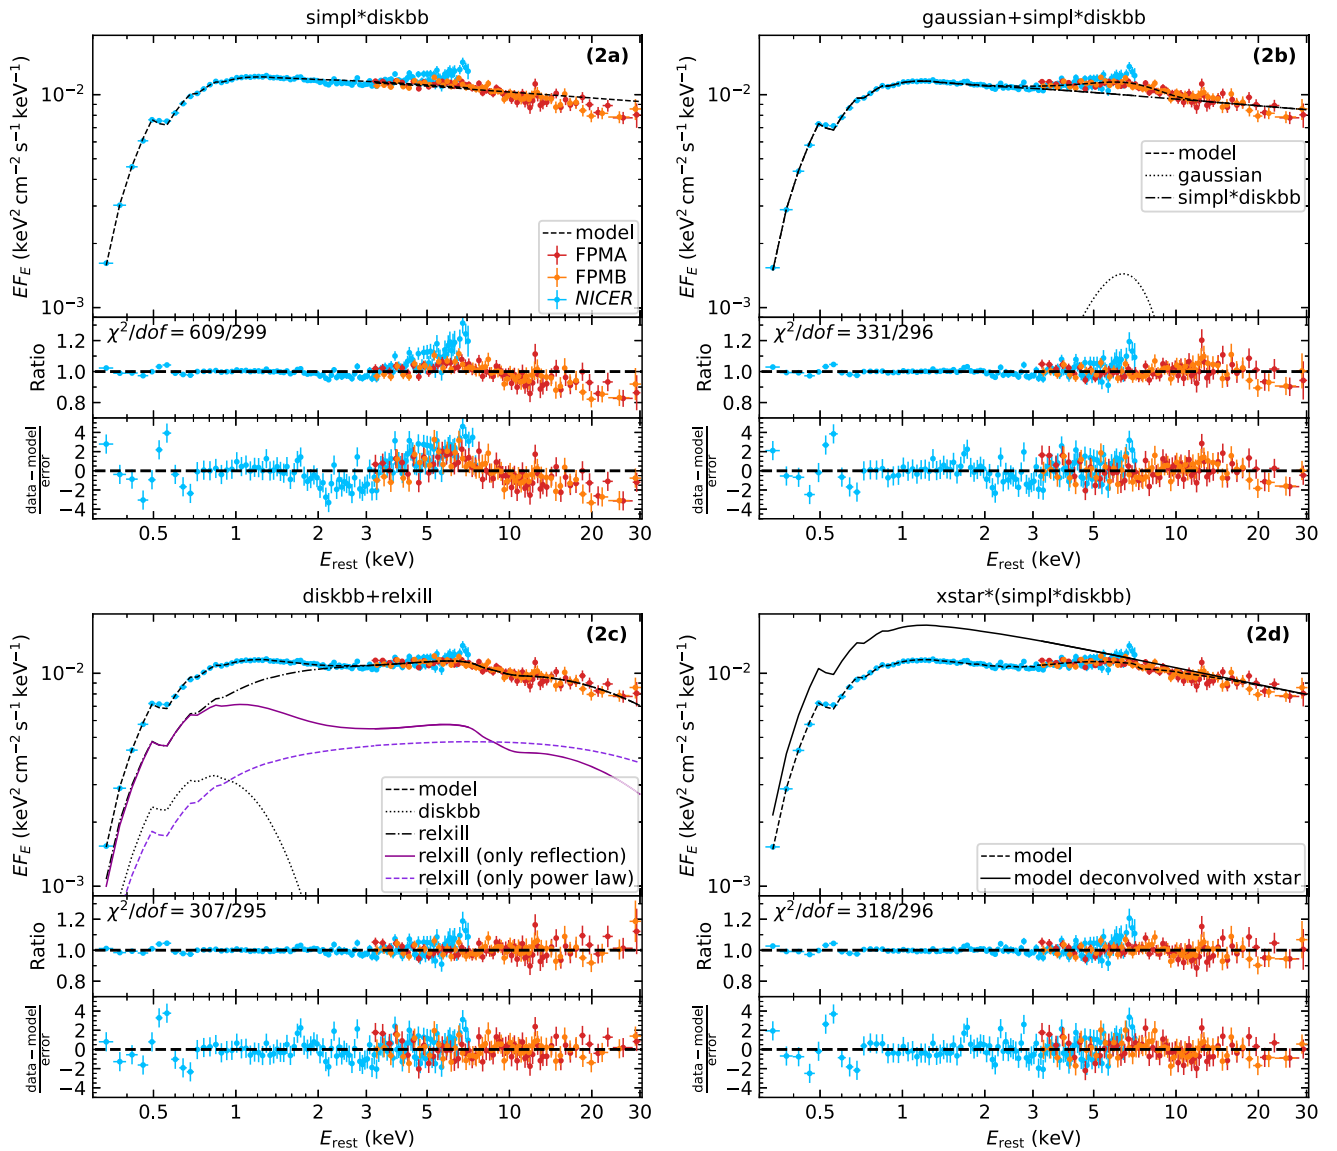 simpl*diskbb
(2a)
EF_E (keV² cm⁻² s⁻¹ keV⁻¹)
10⁻²
10⁻³
model
FPMA
FPMB
NICER
χ²/dof = 609/299
Ratio
1.2
1.0
0.8
data−model
error
4
2
0
−2
−4
0.5 1 2 3 5 10 20 30
E_rest (keV)
gaussian+simpl*diskbb
(2b)
EF_E (keV² cm⁻² s⁻¹ keV⁻¹)
10⁻²
10⁻³
model
gaussian
simpl*diskbb
χ²/dof = 331/296
Ratio
1.2
1.0
0.8
data−model
error
4
2
0
−2
−4
0.5 1 2 3 5 10 20 30
E_rest (keV)
diskbb+relxill
(2c)
EF_E (keV² cm⁻² s⁻¹ keV⁻¹)
10⁻²
10⁻³
model
diskbb
relxill
relxill (only reflection)
relxill (only power law)
χ²/dof = 307/295
Ratio
1.2
1.0
0.8
data−model
error
4
2
0
−2
−4
0.5 1 2 3 5 10 20 30
E_rest (keV)
xstar*(simpl*diskbb)
(2d)
EF_E (keV² cm⁻² s⁻¹ keV⁻¹)
10⁻²
10⁻³
model
model deconvolved with xstar
χ²/dof = 318/296
Ratio
1.2
1.0
0.8
data−model
error
4
2
0
−2
−4
0.5 1 2 3 5 10 20 30
E_rest (keV)